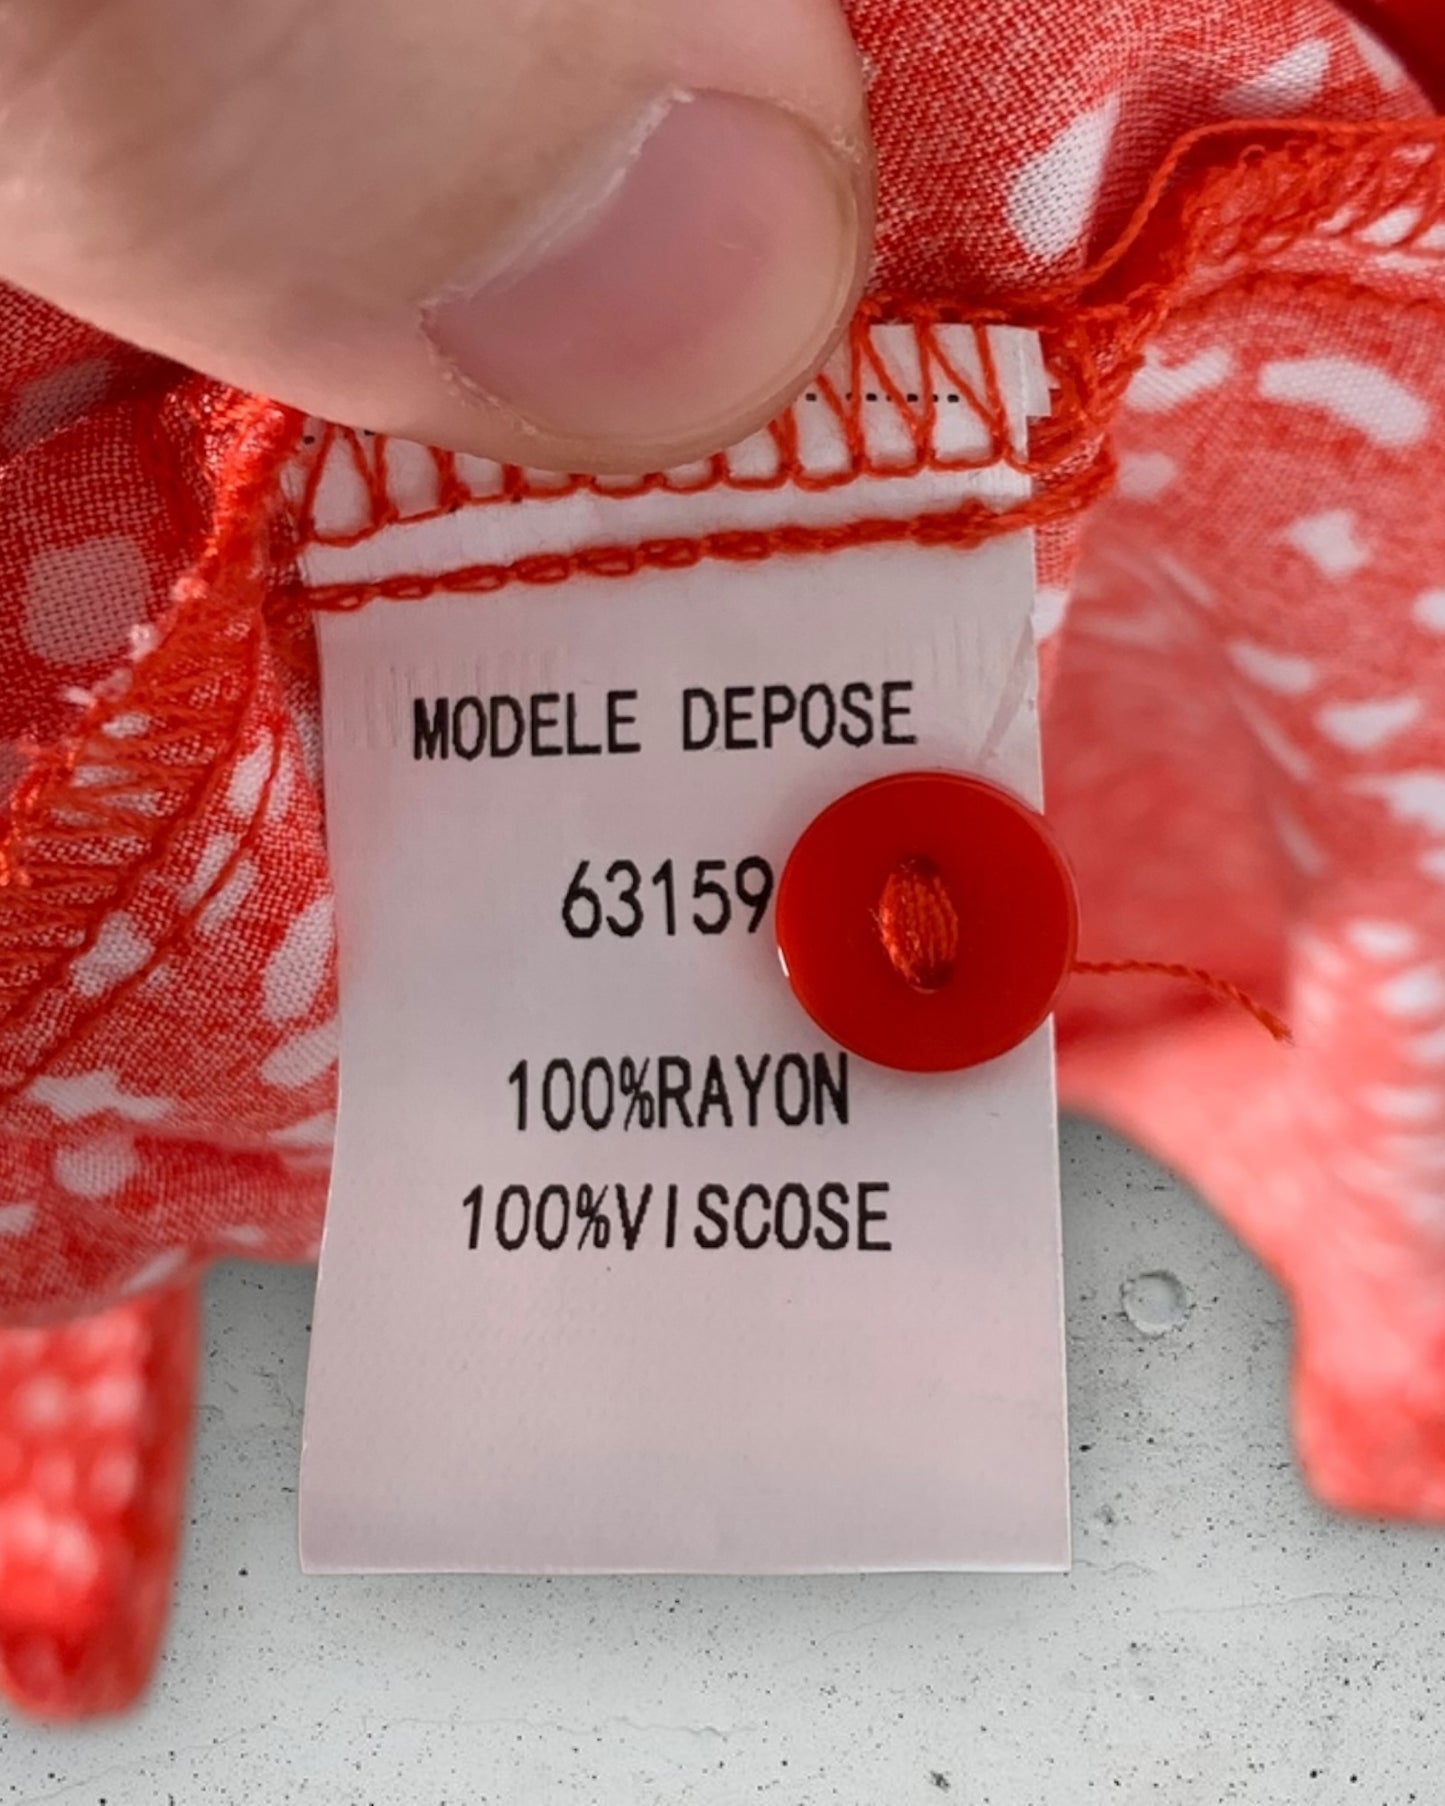 MODELE DEPOSE
63159
100%RAYON
100%VISCOSE